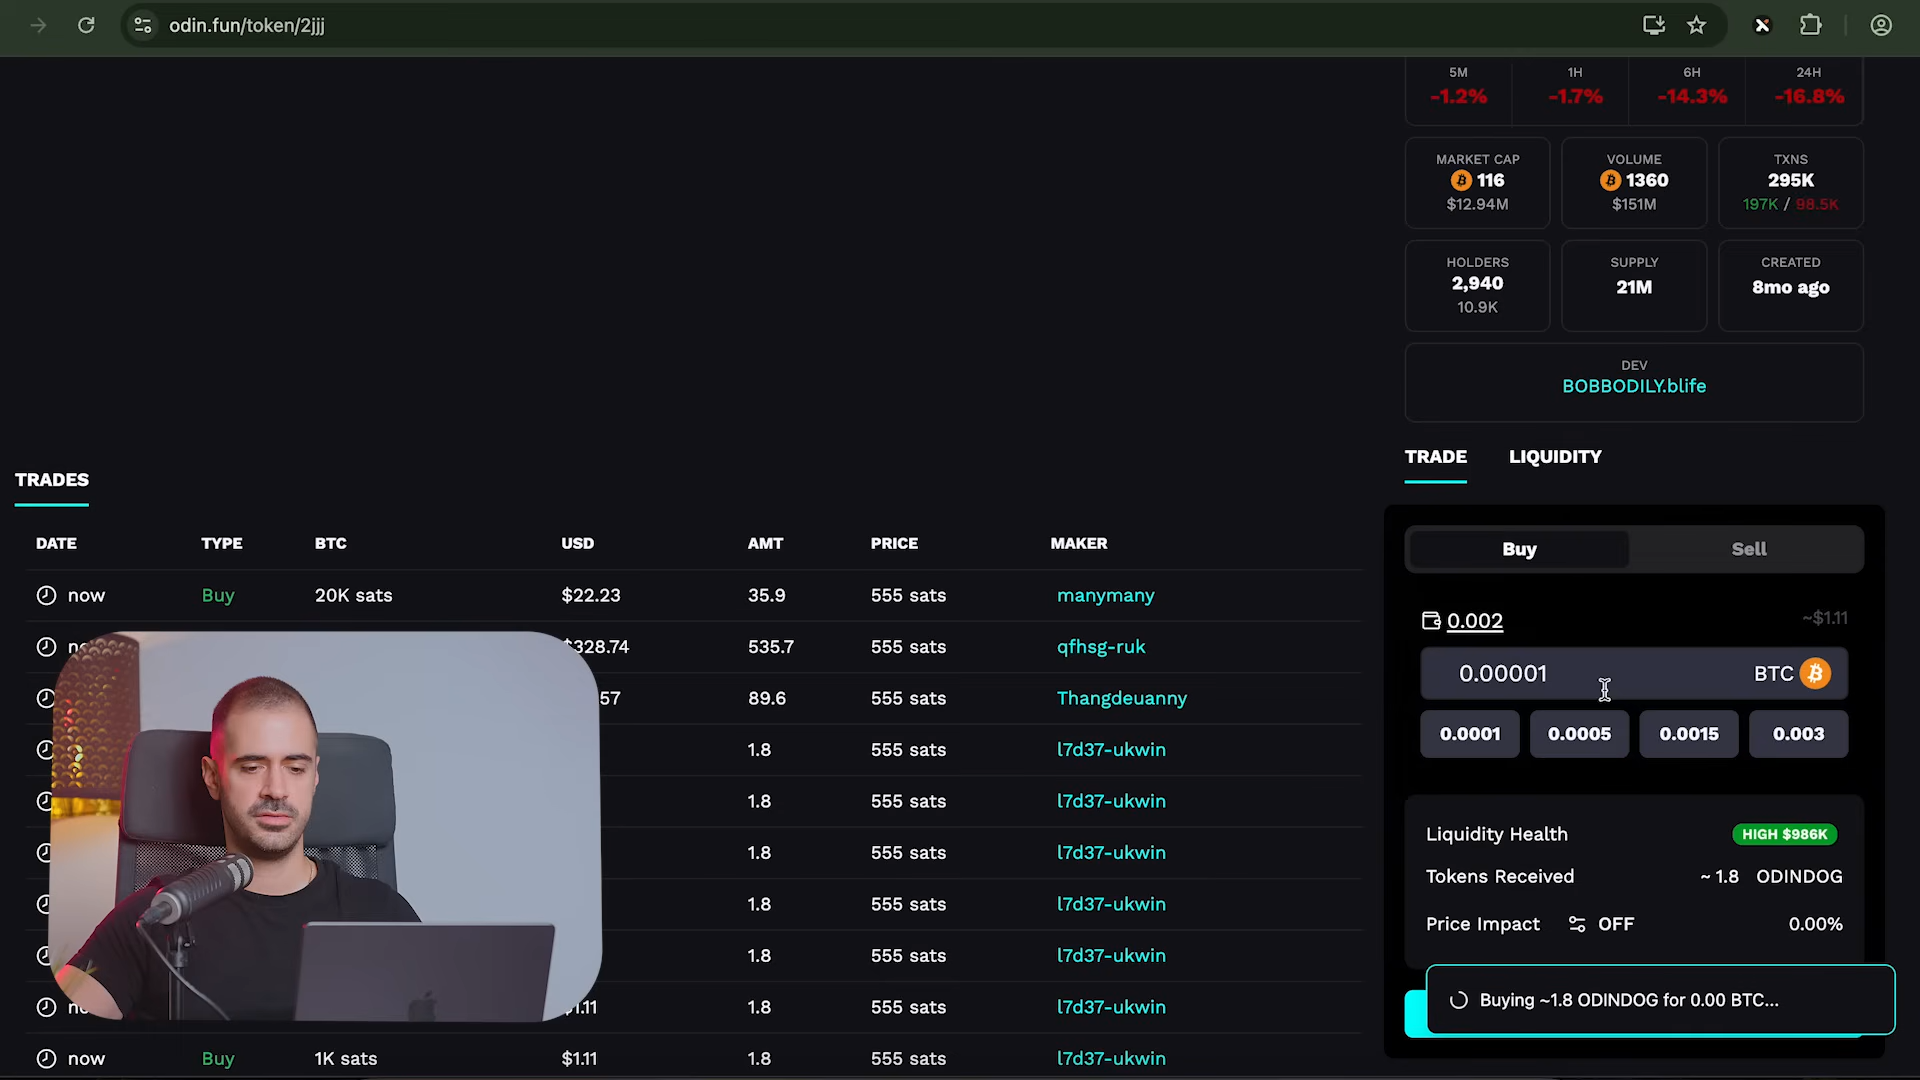 odin.fun/token/2jjj
5M 1H 6H 24H
-1.2% -1.7% -14.3% -16.8%
MARKET CAP VOLUME TXNS
116 1360 295K
$12.94M $151M 197K / 98.5K
HOLDERS SUPPLY CREATED
2,940 21M 8mo ago
10.9K
DEV
BOBBODILY.blife
TRADE LIQUIDITY
TRADES
DATE TYPE BTC USD AMT PRICE MAKER
now Buy 20K sats $22.23 35.9 555 sats manymany
$328.74 535.7 555 sats qfhsg-ruk
57 89.6 555 sats Thangdeuanny
1.8 555 sats l7d37-ukwin
1.8 555 sats l7d37-ukwin
1.8 555 sats l7d37-ukwin
1.8 555 sats l7d37-ukwin
1.8 555 sats l7d37-ukwin
$1.11 1.8 555 sats l7d37-ukwin
now Buy 1K sats $1.11 1.8 555 sats l7d37-ukwin
Buy Sell
0.002 ~$1.11
0.00001 BTC
0.0001 0.0005 0.0015 0.003
Liquidity Health HIGH $986K
Tokens Received ~ 1.8 ODINDOG
Price Impact OFF 0.00%
Buying ~1.8 ODINDOG for 0.00 BTC...